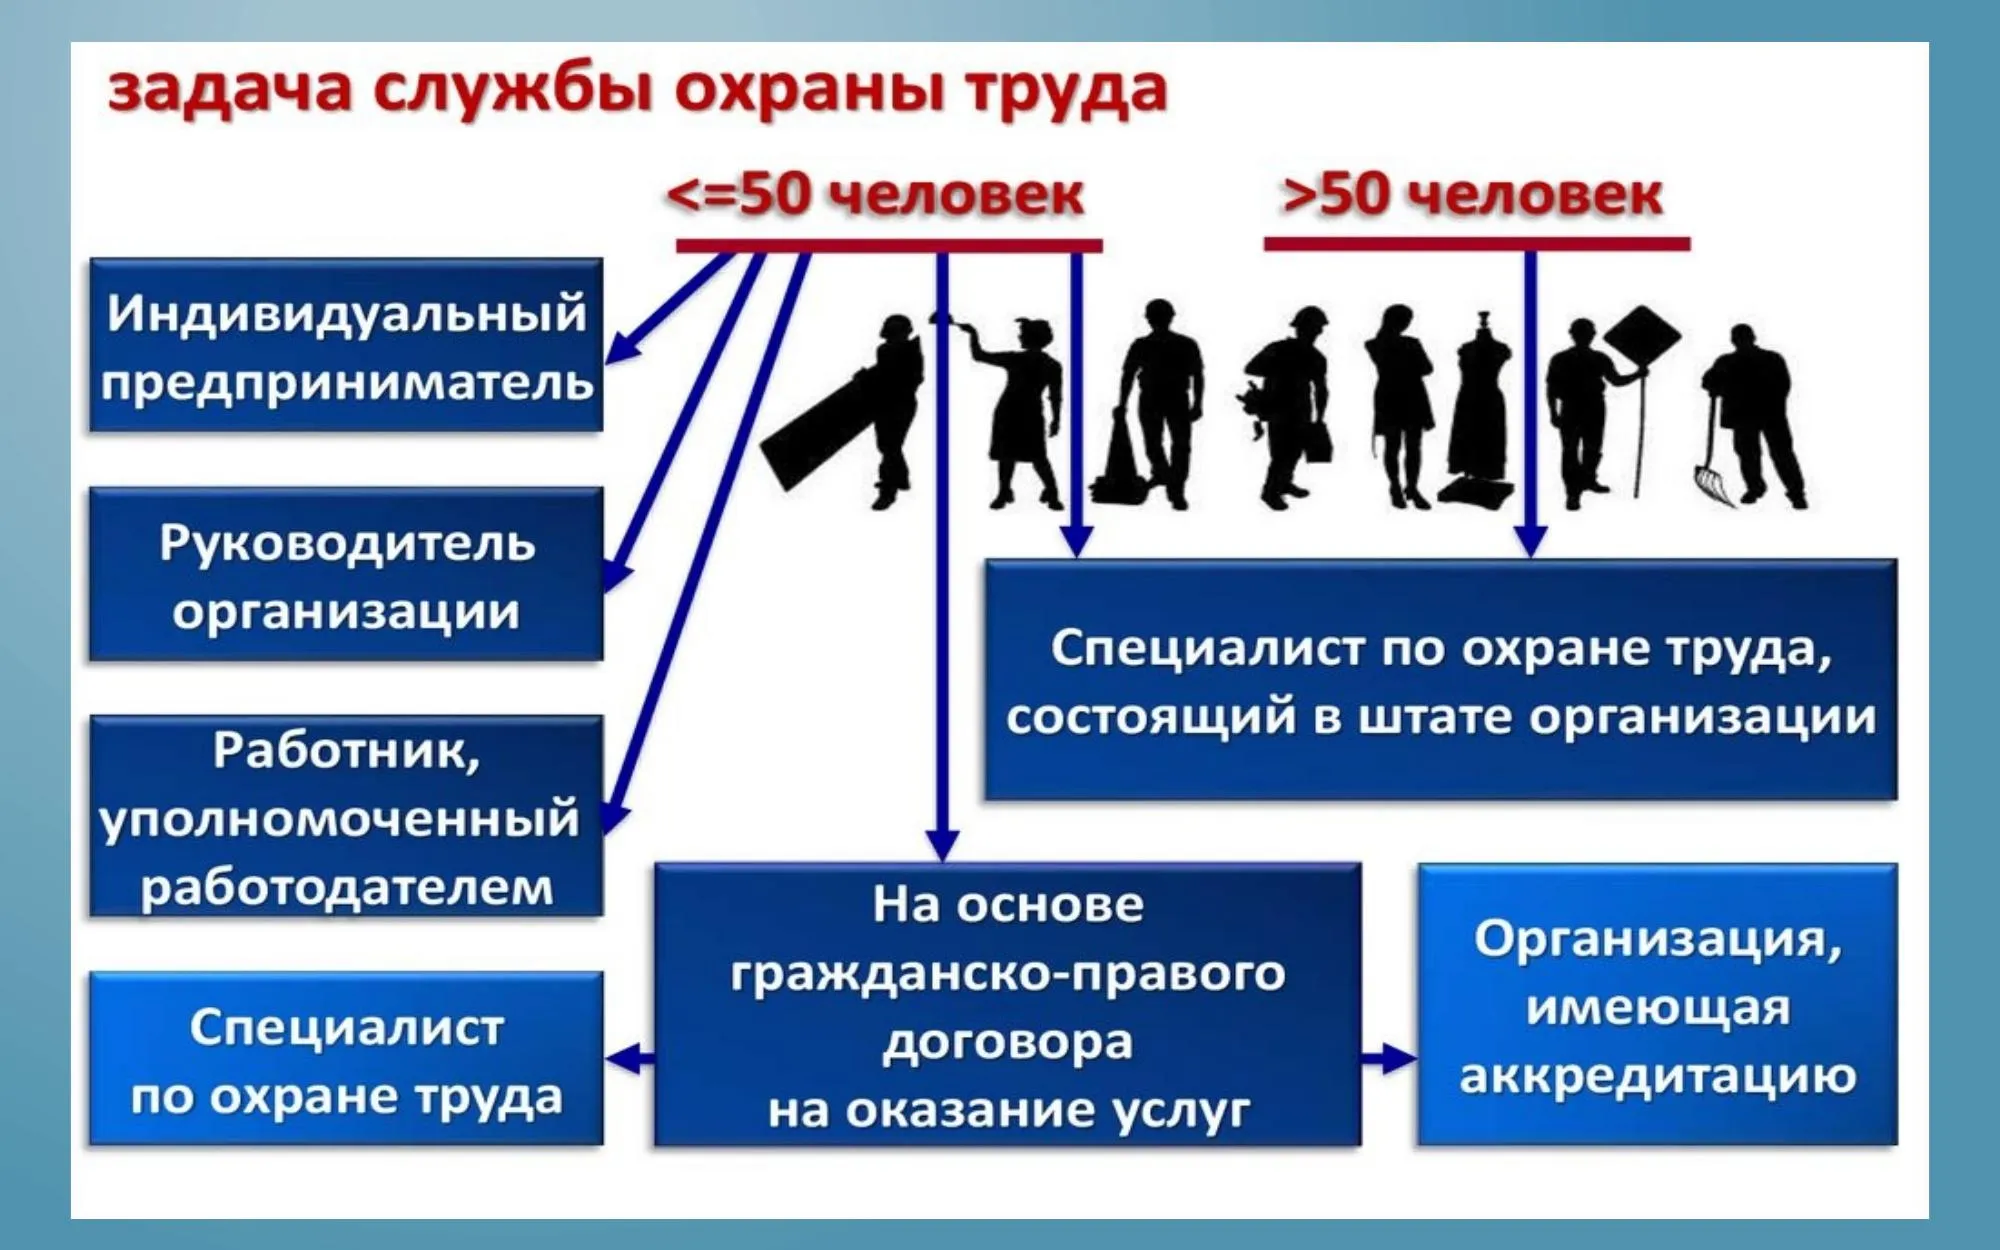 задача службы охраны труда
<=50 человек
>50 человек
Индивидуальный
предприниматель
Руководитель
организации
Работник,
уполномоченный
работодателем
Специалист
по охране труда
Специалист по охране труда,
состоящий в штате организации
На основе
гражданско-правого
договора
на оказание услуг
Организация,
имеющая
аккредитацию